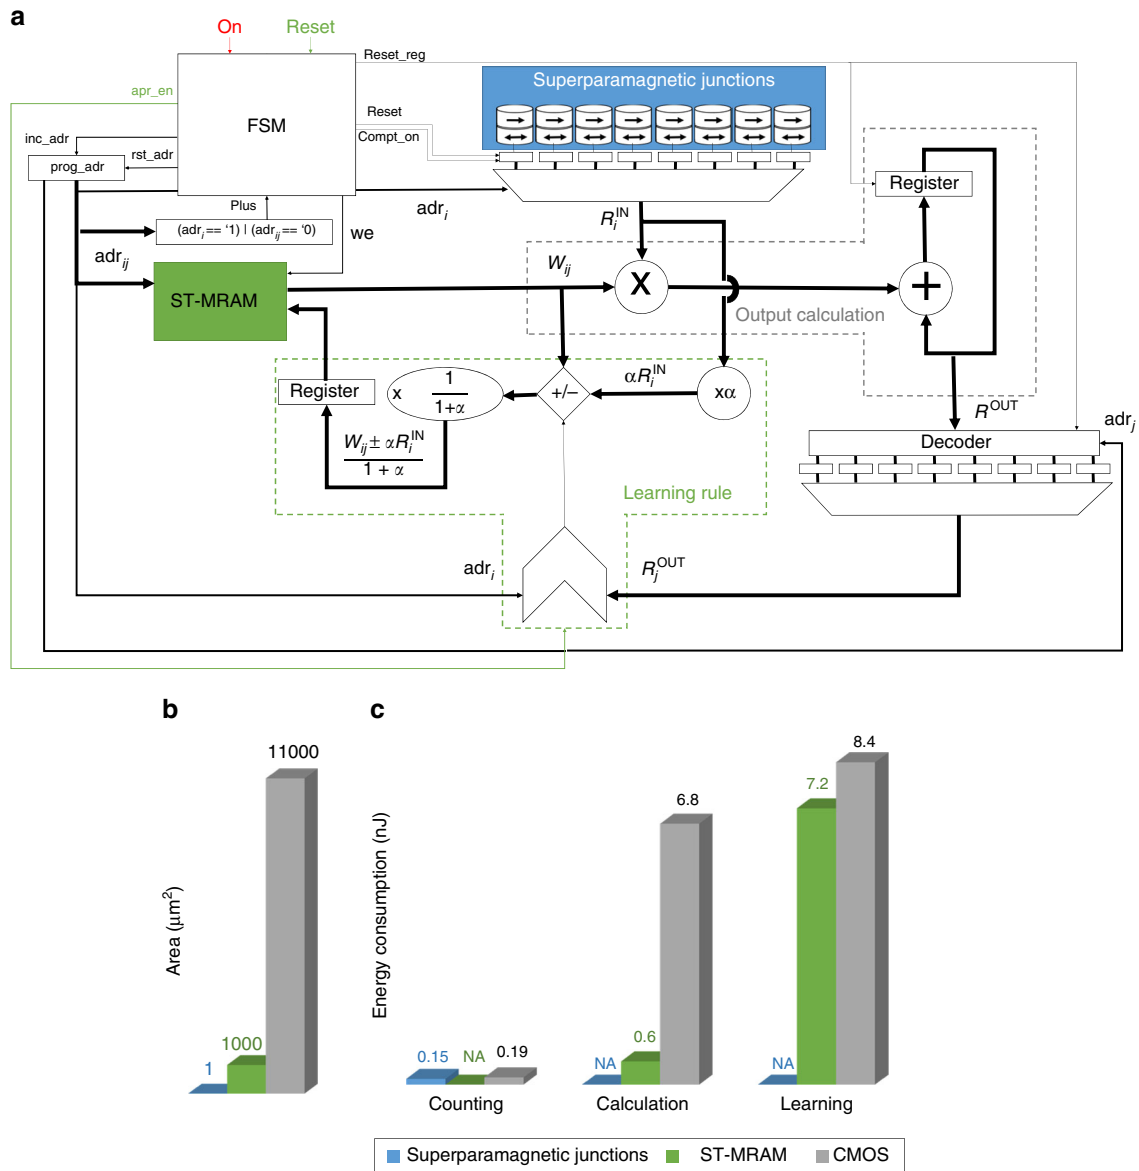 a
On
Reset
Reset_reg
apr_en
FSM
Superparamagnetic junctions
Reset
Compt_on
inc_adr
prog_adr
rst_adr
Plus
(adr_i == ‘1) | (adr_ij == ‘0)
we
adr_i
R_i^IN
Register
adr_ij
ST-MRAM
W_ij
X
+
Output calculation
Register
x 1/(1+α)
+/−
αR_i^IN
xα
R^OUT
adr_j
Decoder
(W_ij ± αR_i^IN)/(1 + α)
Learning rule
adr_i
R_j^OUT
b
Area (μm²)
1
1000
11000
c
Energy consumption (nJ)
0.15
NA
0.19
NA
0.6
6.8
NA
7.2
8.4
Counting
Calculation
Learning
Superparamagnetic junctions
ST-MRAM
CMOS